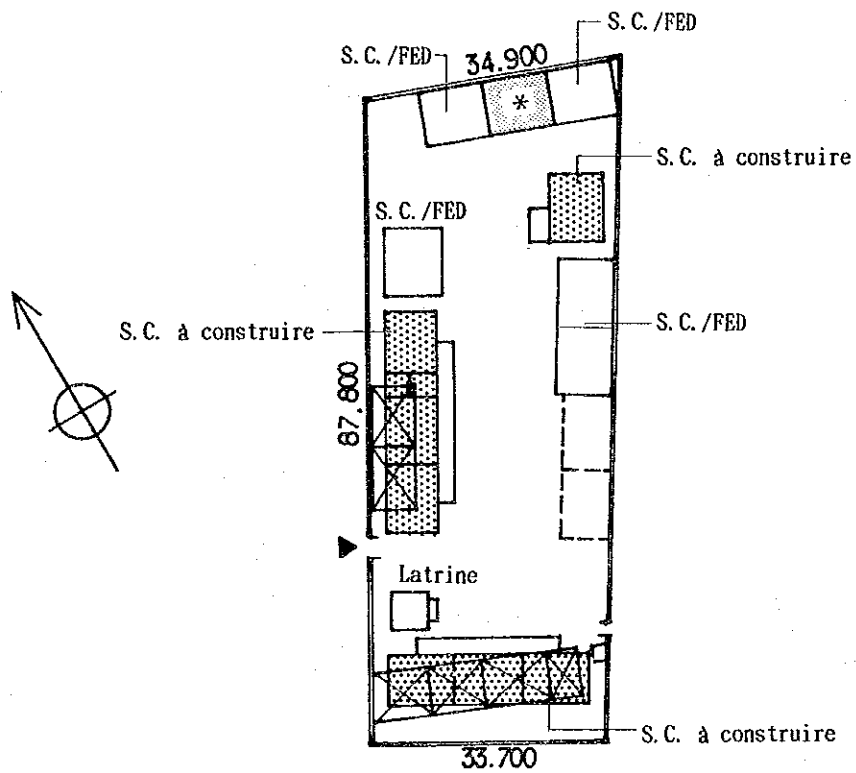 S.C./FED
S.C./FED
34.900
*
S.C. à construire
S.C./FED
S.C. à construire
S.C./FED
87.800
Latrine
S.C. à construire
33.700